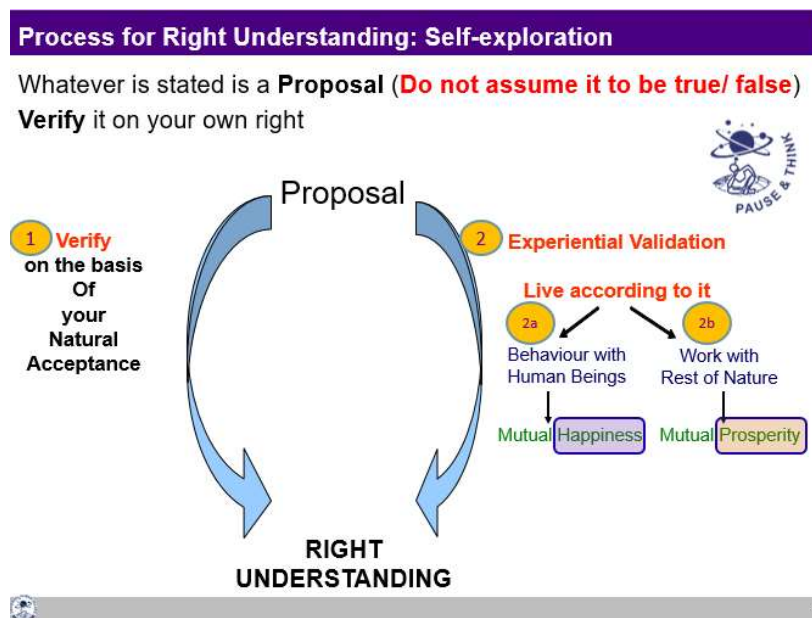 Process for Right Understanding: Self-exploration
Whatever is stated is a Proposal (Do not assume it to be true/ false)
Verify it on your own right
PAUSE & THINK
Proposal
1 Verify
on the basis
Of
your
Natural
Acceptance
2 Experiential Validation
Live according to it
2a
Behaviour with
Human Beings
Mutual Happiness
2b
Work with
Rest of Nature
Mutual Prosperity
RIGHT
UNDERSTANDING